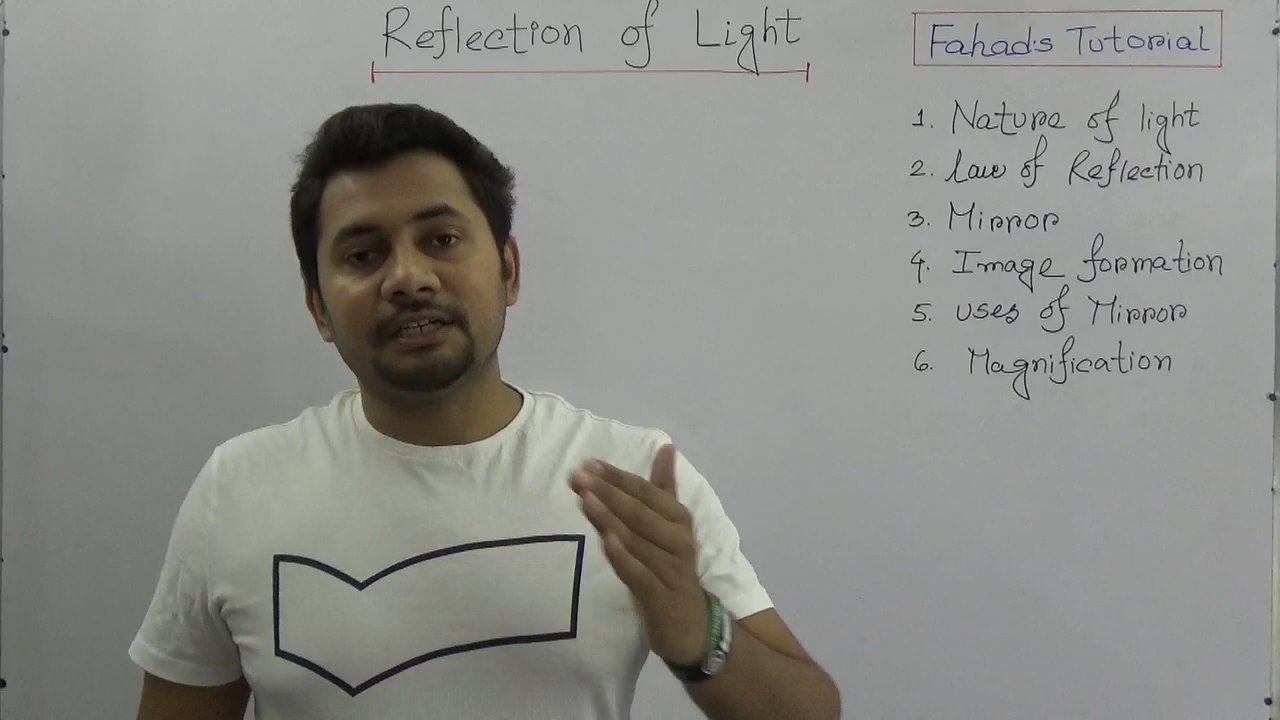 Reflection of Light
Fahad's Tutorial
1. Nature of light
2. Law of Reflection
3. Mirror
4. Image formation
5. uses of Mirror
6. Magnification